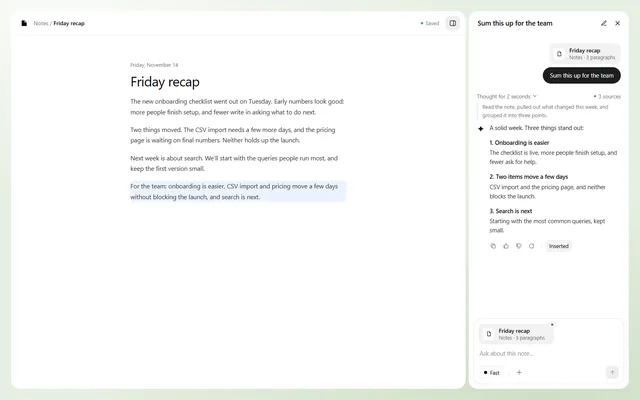 Notes / Friday recap
Saved
Friday, November 14
Friday recap
The new onboarding checklist went out on Tuesday. Early numbers look good:
more people finish setup, and fewer write in asking what to do next.
Two things moved. The CSV import needs a few more days, and the pricing
page is waiting on final numbers. Neither holds up the launch.
Next week is about search. We'll start with the queries people run most, and
keep the first version small.
For the team: onboarding is easier, CSV import and pricing move a few days
without blocking the launch, and search is next.
Sum this up for the team
Friday recap
Notes · 3 paragraphs
Sum this up for the team
Thought for 2 seconds
3 sources
Read the note, pulled out what changed this week, and
grouped it into three points.
A solid week. Three things stand out:
1. Onboarding is easier
The checklist is live, more people finish setup, and
fewer ask for help.
2. Two items move a few days
CSV import and the pricing page, and neither
blocks the launch.
3. Search is next
Starting with the most common queries, kept
small.
Inserted
Friday recap
Notes · 3 paragraphs
Ask about this note...
Fast